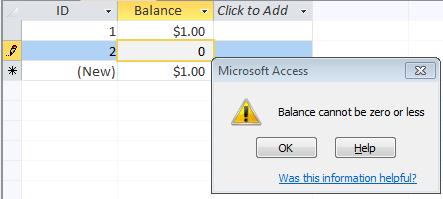 ID Balance Click to Add
1 $1.00
2 0
(New) $1.00
Microsoft Access
Balance cannot be zero or less
OK Help
Was this information helpful?